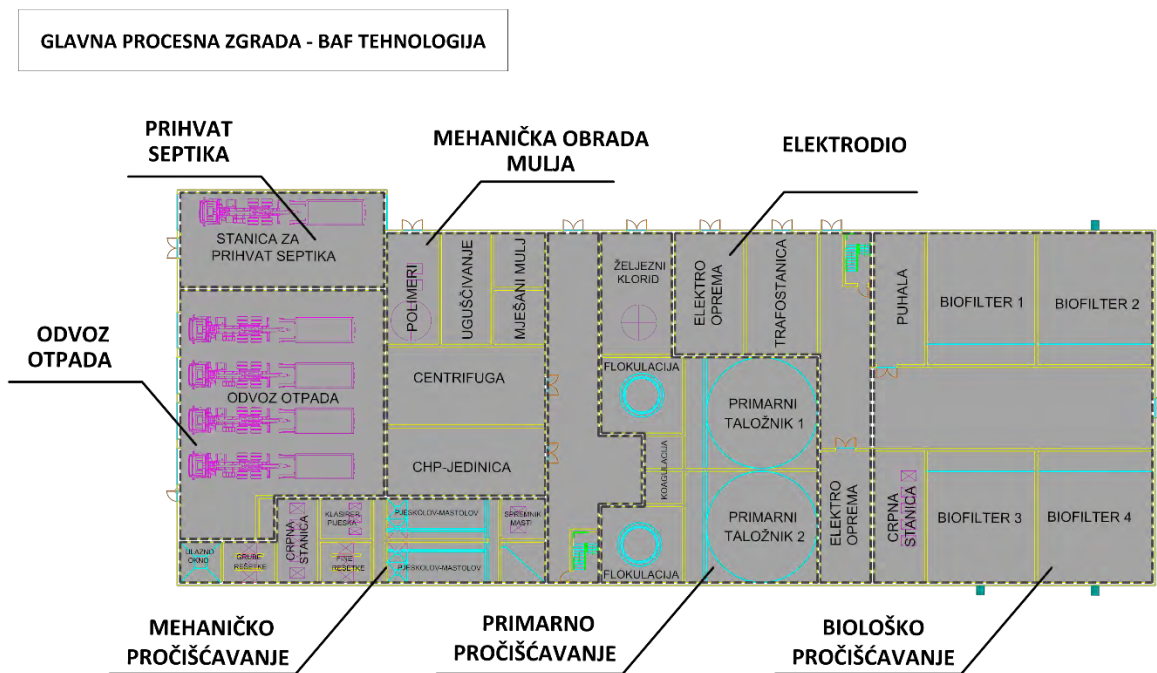 GLAVNA PROCESNA ZGRADA - BAF TEHNOLOGIJA
PRIHVAT
SEPTIKA
MEHANIČKA OBRADA
MULJA
ELEKTRODIO
STANICA ZA
PRIHVAT SEPTIKA
POLIMERI
UGUŠČIVANJE
MJEŠANI MULJ
ŽELJEZNI
KLORID
ELEKTRO
OPREMA
TRAFOSTANICA
PUHALA
BIOFILTER 1
BIOFILTER 2
ODVOZ
OTPADA
ODVOZ OTPADA
CENTRIFUGA
FLOKULACIJA
PRIMARNI
TALOŽNIK 1
CHP-JEDINICA
KOAGULACIJA
CRPNA
STANICA
KLASIRER
PIJESKA
PJESKOLOV-MASTOLOV
SPREMNIK
MASTI
PRIMARNI
TALOŽNIK 2
ELEKTRO
OPREMA
CRPNA
STANICA
BIOFILTER 3
BIOFILTER 4
ULAZNO
OKNO
GRUBE
REŠETKE
FINE
REŠETKE
PJESKOLOV-MASTOLOV
FLOKULACIJA
MEHANIČKO
PROČIŠĆAVANJE
PRIMARNO
PROČIŠĆAVANJE
BIOLOŠKO
PROČIŠĆAVANJE